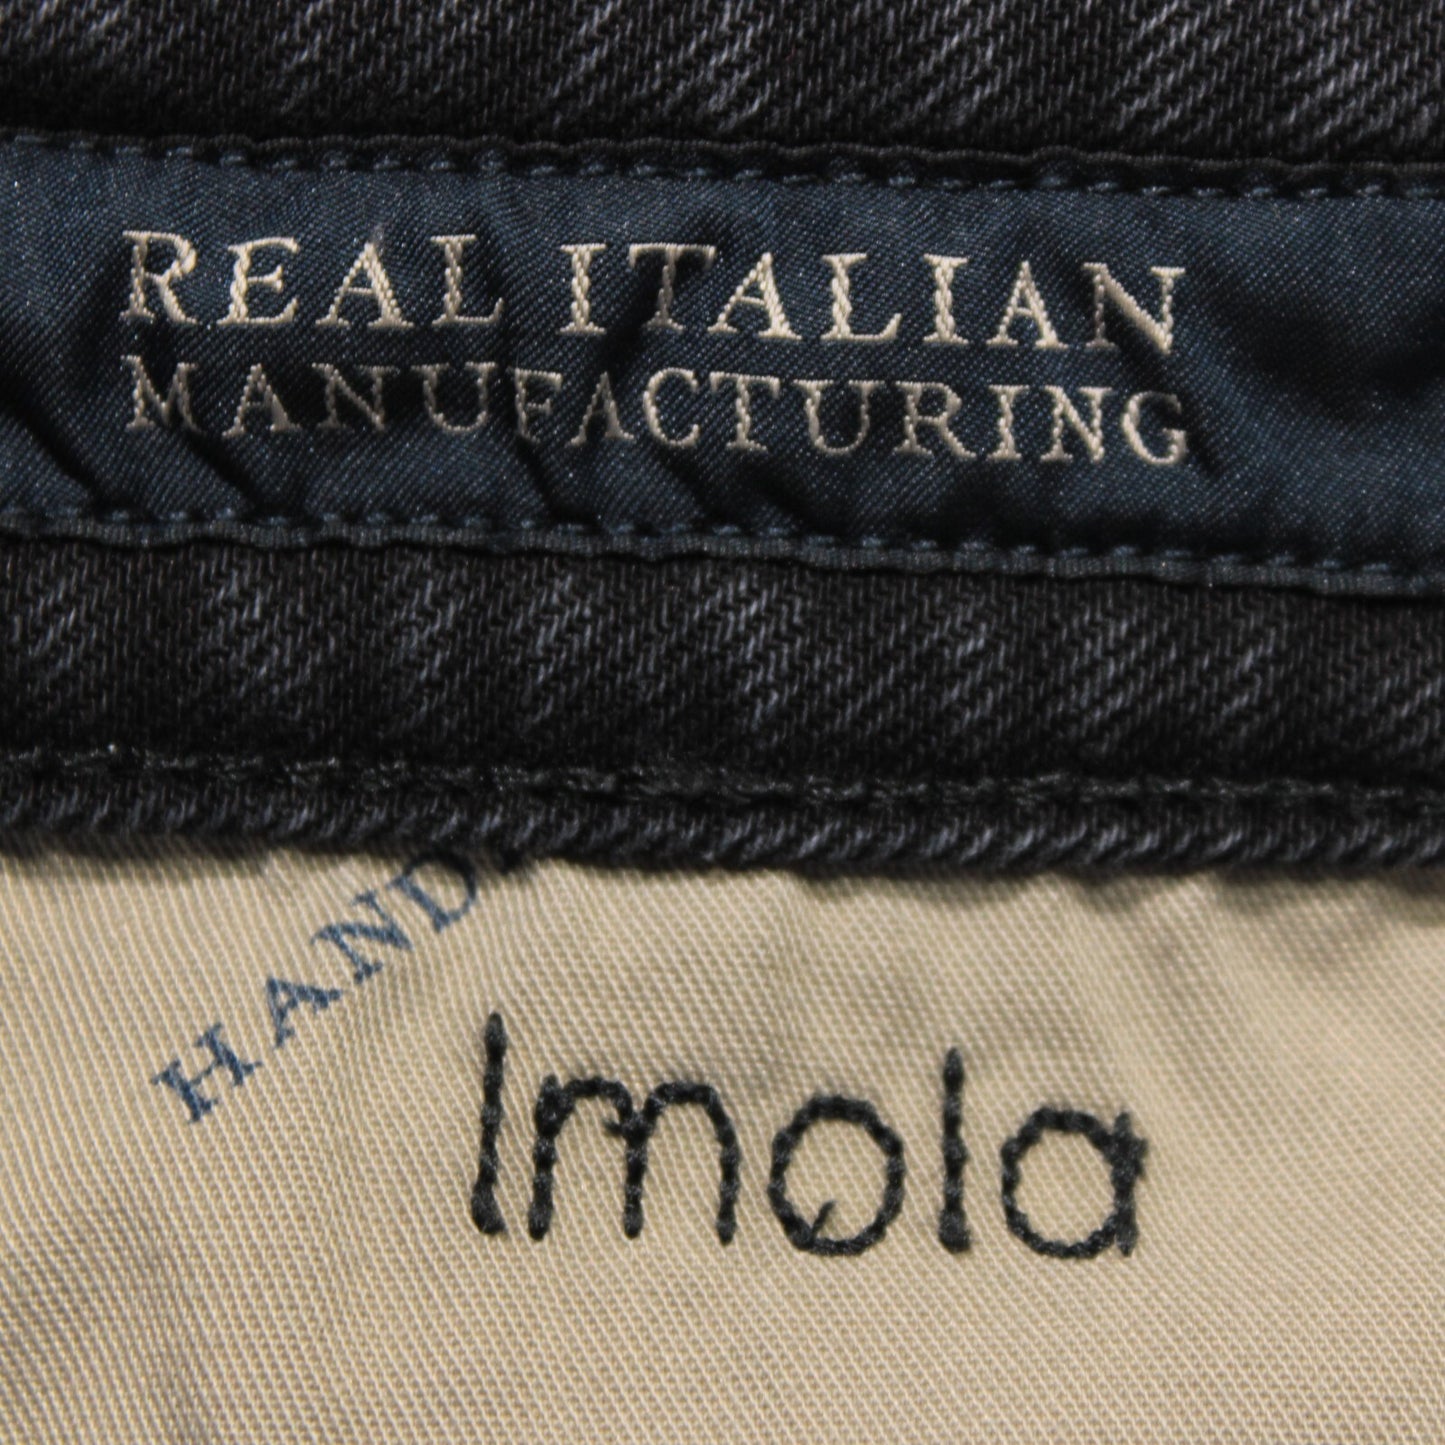 REAL ITALIAN
MANUFACTURING
HAND
Imola